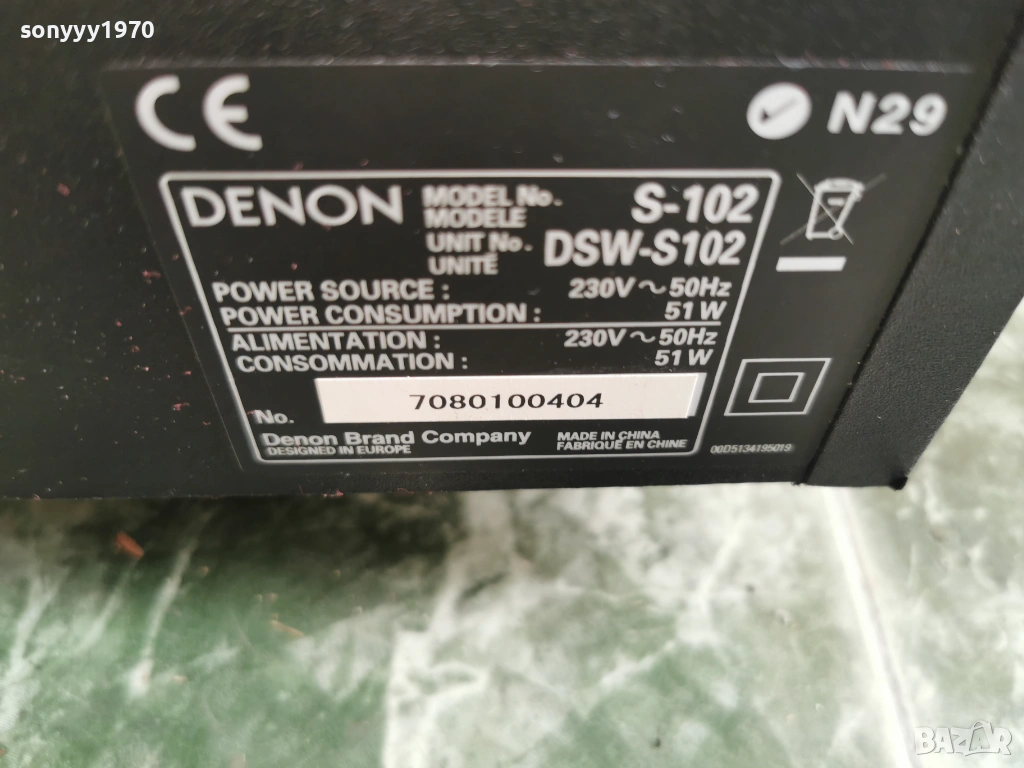 sonyyy1970
CE N29
DENON MODEL No. S-102
MODELE
UNIT No. DSW-S102
UNITÉ
POWER SOURCE : 230V ~ 50Hz
POWER CONSUMPTION : 51 W
ALIMENTATION : 230V ~ 50Hz
CONSOMMATION : 51 W
No. 7080100404
Denon Brand Company MADE IN CHINA
DESIGNED IN EUROPE FABRIQUE EN CHINE
00D5134195019
BAZAR